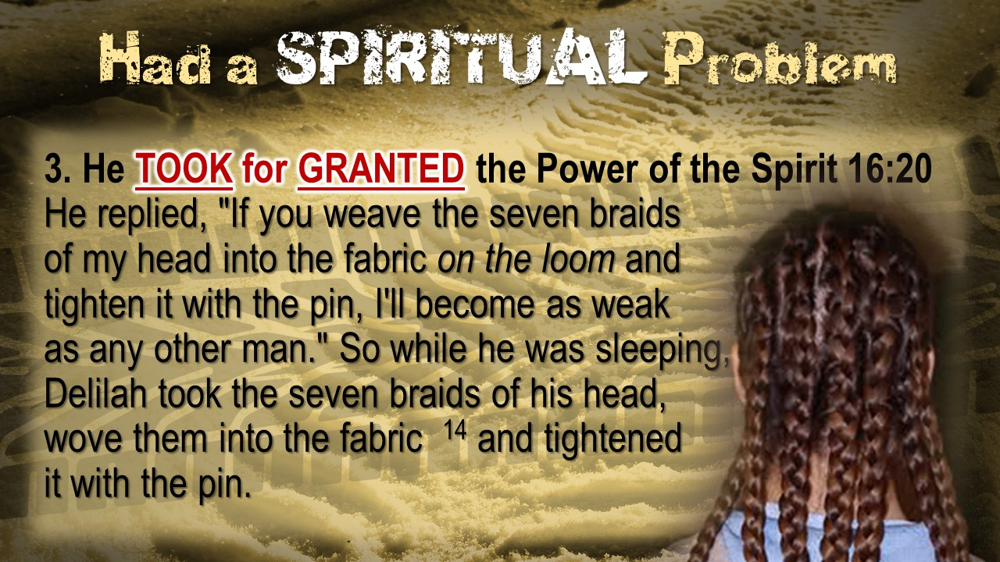 Had a SPIRITUAL Problem
3. He TOOK for GRANTED the Power of the Spirit 16:20
He replied, "If you weave the seven braids
of my head into the fabric on the loom and
tighten it with the pin, I'll become as weak
as any other man." So while he was sleeping,
Delilah took the seven braids of his head,
wove them into the fabric 14 and tightened
it with the pin.